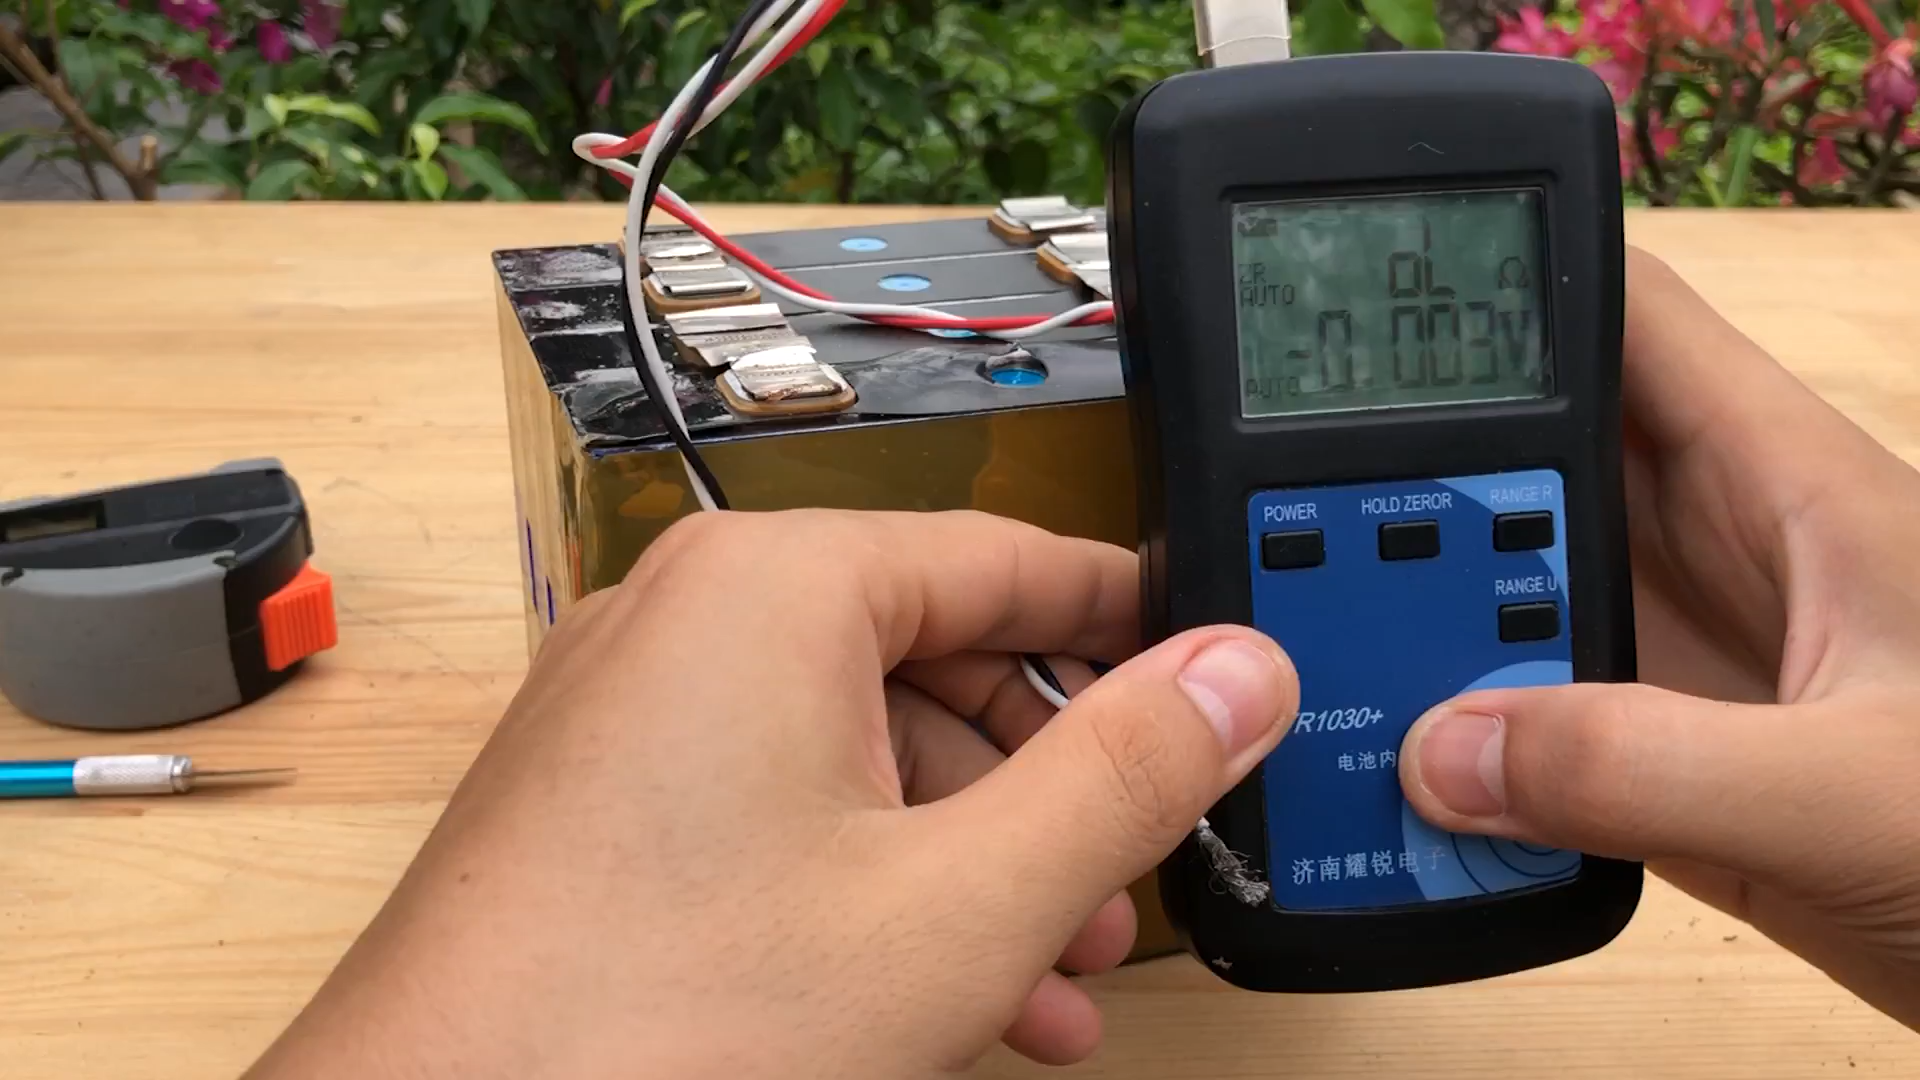 ZR
AUTO
OL Ω
-0.003V
AUTO
POWER
HOLD ZEROR
RANGE R
RANGE U
R1030+
电池内
济南耀锐电子